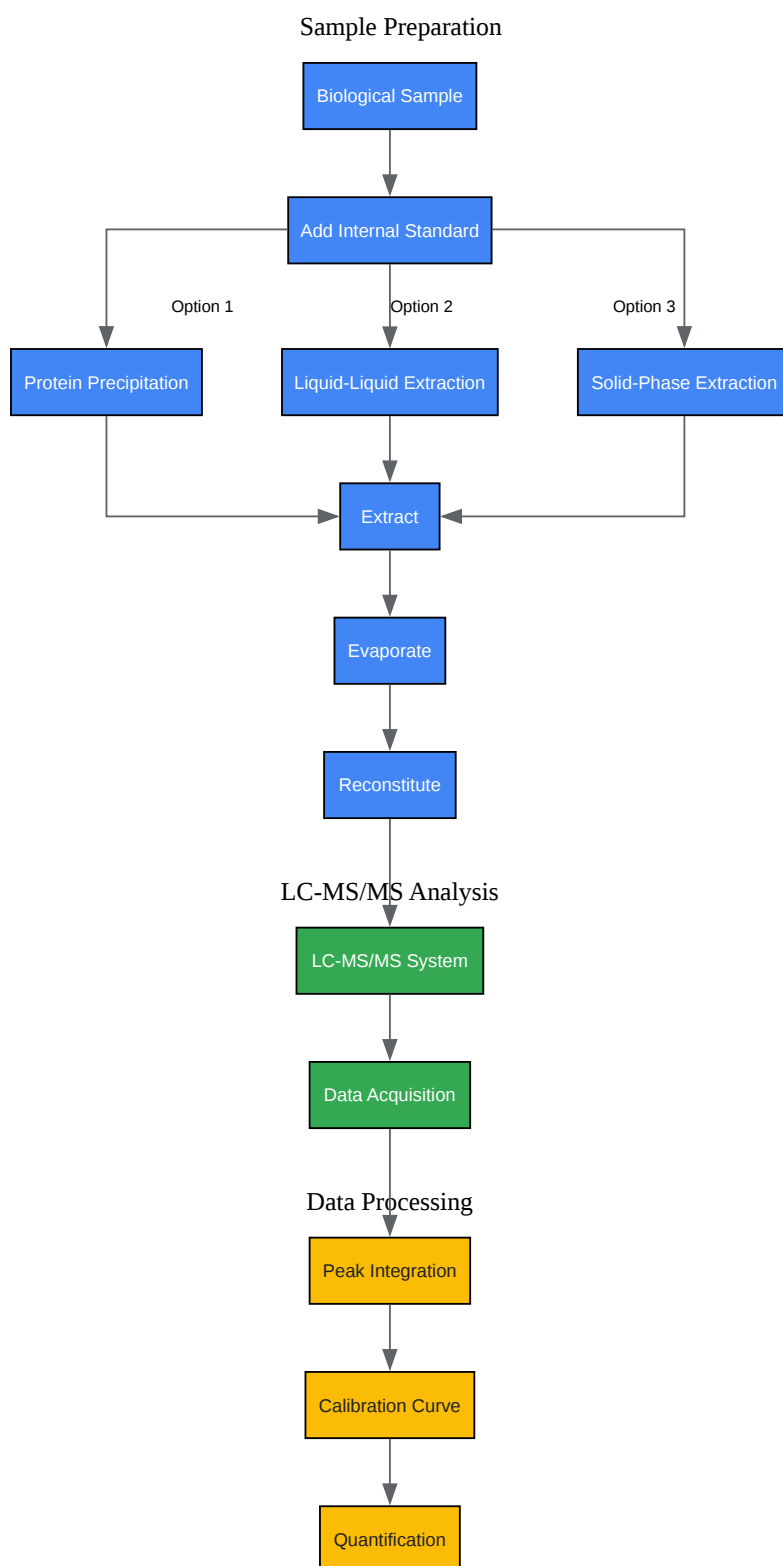 Sample Preparation
Biological Sample
Add Internal Standard
Option 1
Option 2
Option 3
Protein Precipitation
Liquid-Liquid Extraction
Solid-Phase Extraction
Extract
Evaporate
Reconstitute
LC-MS/MS Analysis
LC-MS/MS System
Data Acquisition
Data Processing
Peak Integration
Calibration Curve
Quantification